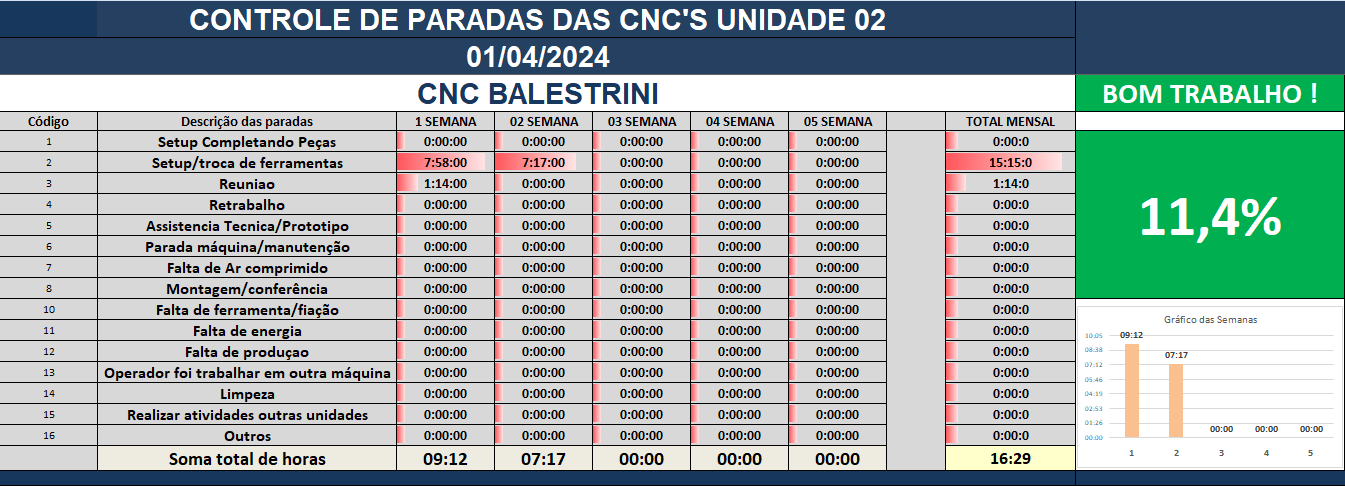 CONTROLE DE PARADAS DAS CNC'S UNIDADE 02
01/04/2024
CNC BALESTRINI
BOM TRABALHO !
Código Descrição das paradas 1 SEMANA 02 SEMANA 03 SEMANA 04 SEMANA 05 SEMANA TOTAL MENSAL
1 Setup Completando Peças 0:00:00 0:00:00 0:00:00 0:00:00 0:00:00 0:00:0
2 Setup/troca de ferramentas 7:58:00 7:17:00 0:00:00 0:00:00 0:00:00 15:15:0
3 Reuniao 1:14:00 0:00:00 0:00:00 0:00:00 0:00:00 1:14:0
4 Retrabalho 0:00:00 0:00:00 0:00:00 0:00:00 0:00:00 0:00:0
5 Assistencia Tecnica/Prototipo 0:00:00 0:00:00 0:00:00 0:00:00 0:00:00 0:00:0
6 Parada máquina/manutenção 0:00:00 0:00:00 0:00:00 0:00:00 0:00:00 0:00:0
7 Falta de Ar comprimido 0:00:00 0:00:00 0:00:00 0:00:00 0:00:00 0:00:0
8 Montagem/conferência 0:00:00 0:00:00 0:00:00 0:00:00 0:00:00 0:00:0
10 Falta de ferramenta/fiação 0:00:00 0:00:00 0:00:00 0:00:00 0:00:00 0:00:0
11 Falta de energia 0:00:00 0:00:00 0:00:00 0:00:00 0:00:00 0:00:0
12 Falta de produçao 0:00:00 0:00:00 0:00:00 0:00:00 0:00:00 0:00:0
13 Operador foi trabalhar em outra máquina 0:00:00 0:00:00 0:00:00 0:00:00 0:00:00 0:00:0
14 Limpeza 0:00:00 0:00:00 0:00:00 0:00:00 0:00:00 0:00:0
15 Realizar atividades outras unidades 0:00:00 0:00:00 0:00:00 0:00:00 0:00:00 0:00:0
16 Outros 0:00:00 0:00:00 0:00:00 0:00:00 0:00:00 0:00:0
Soma total de horas 09:12 07:17 00:00 00:00 00:00 16:29
11,4%
Gráfico das Semanas
10:05
08:38
07:12
05:46
04:19
02:53
01:26
00:00
09:12
07:17
00:00 00:00 00:00
1 2 3 4 5